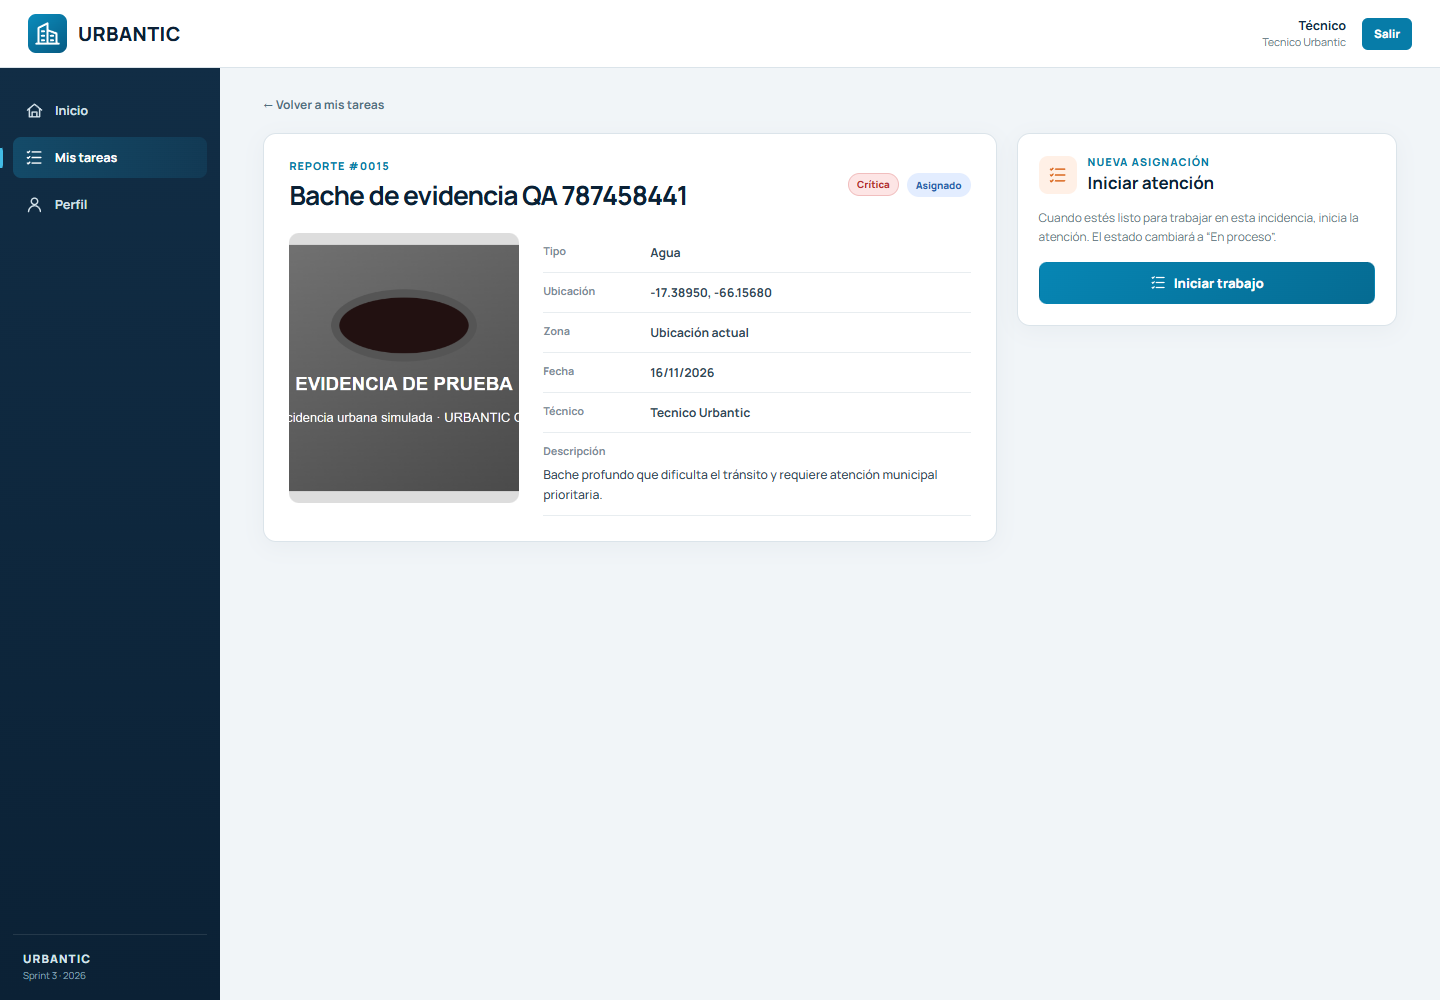 URBANTIC
Técnico
Tecnico Urbantic
Salir
Inicio
Mis tareas
Perfil
← Volver a mis tareas
REPORTE #0015
Bache de evidencia QA 787458441
Crítica
Asignado
EVIDENCIA DE PRUEBA
cidencia urbana simulada · URBANTIC
Tipo
Agua
Ubicación
-17.38950, -66.15680
Zona
Ubicación actual
Fecha
16/11/2026
Técnico
Tecnico Urbantic
Descripción
Bache profundo que dificulta el tránsito y requiere atención municipal
prioritaria.
NUEVA ASIGNACIÓN
Iniciar atención
Cuando estés listo para trabajar en esta incidencia, inicia la
atención. El estado cambiará a “En proceso”.
Iniciar trabajo
URBANTIC
Sprint 3 · 2026